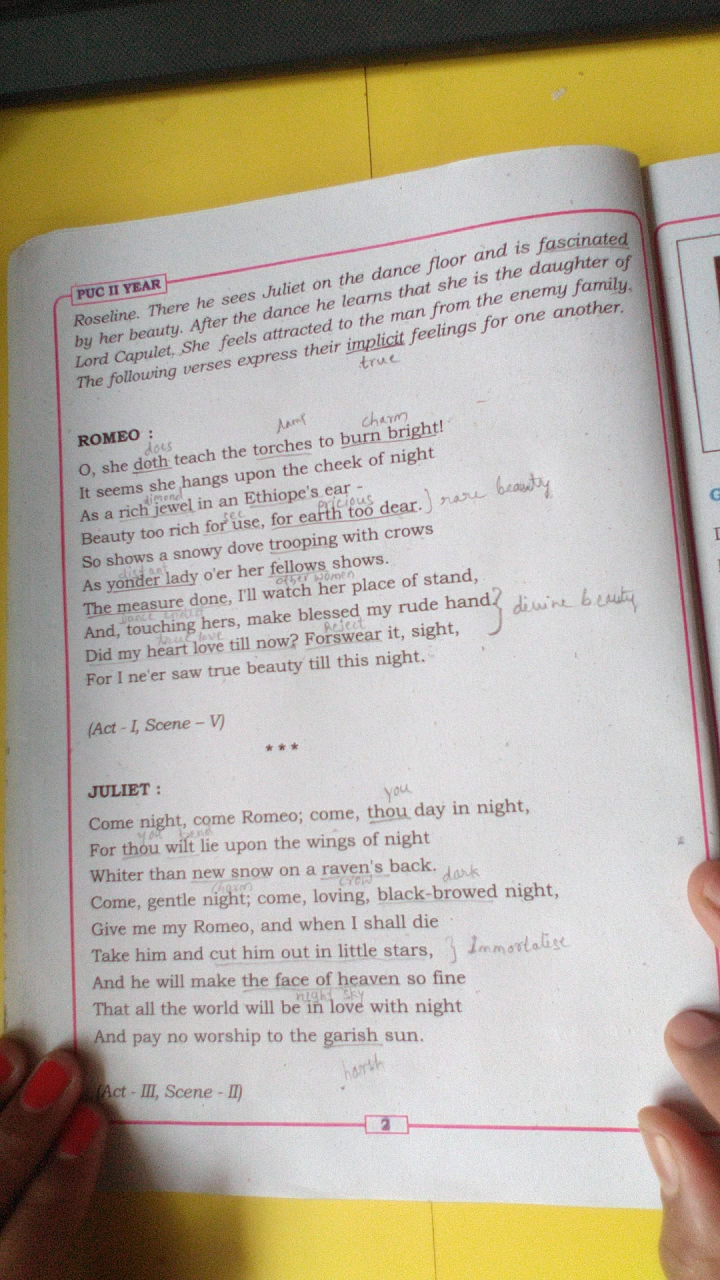 PUC II YEAR
Roseline. There he sees Juliet on the dance floor and is fascinated
by her beauty. After the dance he learns that she is the daughter of
Lord Capulet. She feels attracted to the man from the enemy family.
The following verses express their implicit feelings for one another.
true
ROMEO :
does charm
O, she doth teach the torches to burn bright!
It seems she hangs upon the cheek of night
As a rich jewel in an Ethiope's ear -
Beauty too rich for use, for earth too dear. } rare beauty
So shows a snowy dove trooping with crows
As yonder lady o'er her fellows shows.
other women
The measure done, I'll watch her place of stand,
And, touching hers, make blessed my rude hand. } divine beauty
true love Reject
Did my heart love till now? Forswear it, sight,
For I ne'er saw true beauty till this night.
(Act - I, Scene – V)
***
JULIET :
you
Come night, come Romeo; come, thou day in night,
For thou wilt lie upon the wings of night
Whiter than new snow on a raven's back.
charm crow dark
Come, gentle night; come, loving, black-browed night,
Give me my Romeo, and when I shall die
Take him and cut him out in little stars, } Immortalise
And he will make the face of heaven so fine
night sky
That all the world will be in love with night
And pay no worship to the garish sun.
harsh
(Act - III, Scene - II)
2